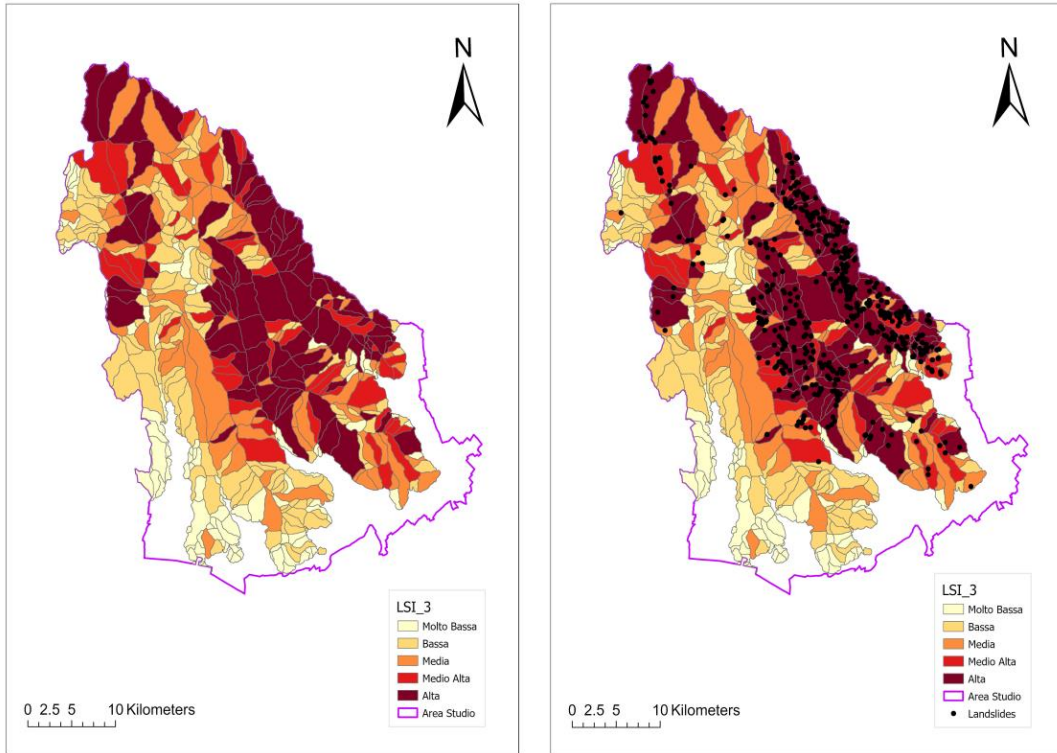 N
LSI_3
Molto Bassa
Bassa
Media
Medio Alta
Alta
Area Studio
0 2.5 5 10 Kilometers
N
LSI_3
Molto Bassa
Bassa
Media
Medio Alta
Alta
Area Studio
Landslides
0 2.5 5 10 Kilometers